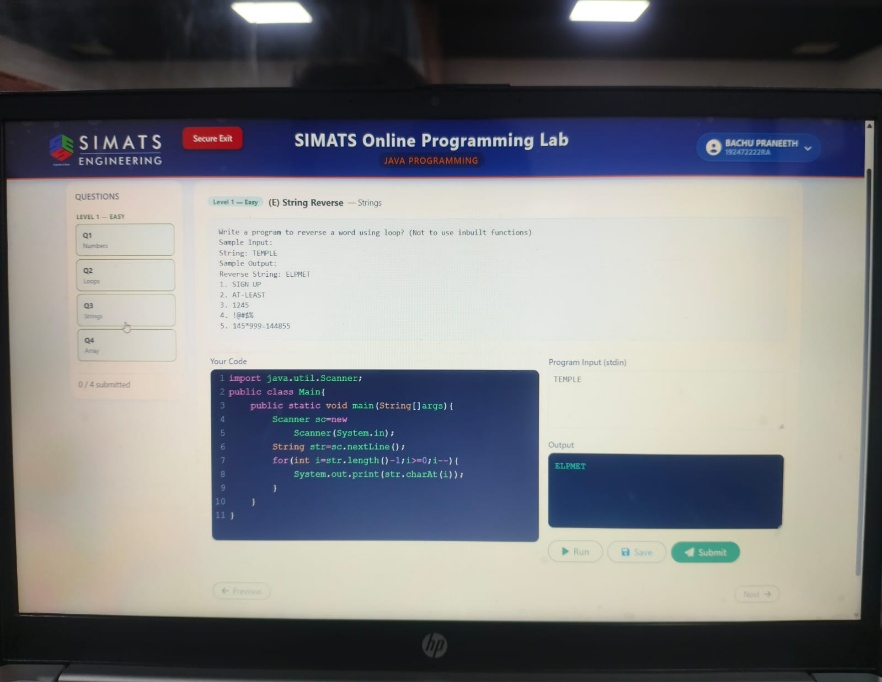 SIMATS
ENGINEERING
Secure Exit
SIMATS Online Programming Lab
JAVA PROGRAMMING
BACHU PRANEETH
192472222RA
QUESTIONS
LEVEL 1 — EASY
Q1
Numbers
Q2
Loops
Q3
Strings
Q4
Array
0 / 4 submitted
Level 1 — Easy (E) String Reverse — Strings
Write a program to reverse a word using loop? (Not to use inbuilt functions)
Sample Input:
String: TEMPLE
Sample Output:
Reverse String: ELPMET
1. SIGN UP
2. AT-LEAST
3. 1245
4. !@#$%
5. 145*999-144855
Your Code
1 import java.util.Scanner;
2 public class Main{
3 public static void main(String[]args){
4 Scanner sc=new
5 Scanner(System.in);
6 String str=sc.nextLine();
7 for(int i=str.length()-1;i>=0;i--){
8 System.out.print(str.charAt(i));
9 }
10 }
11 }
Program Input (stdin)
TEMPLE
Output
ELPMET
Run
Save
Submit
Previous
Next
hp